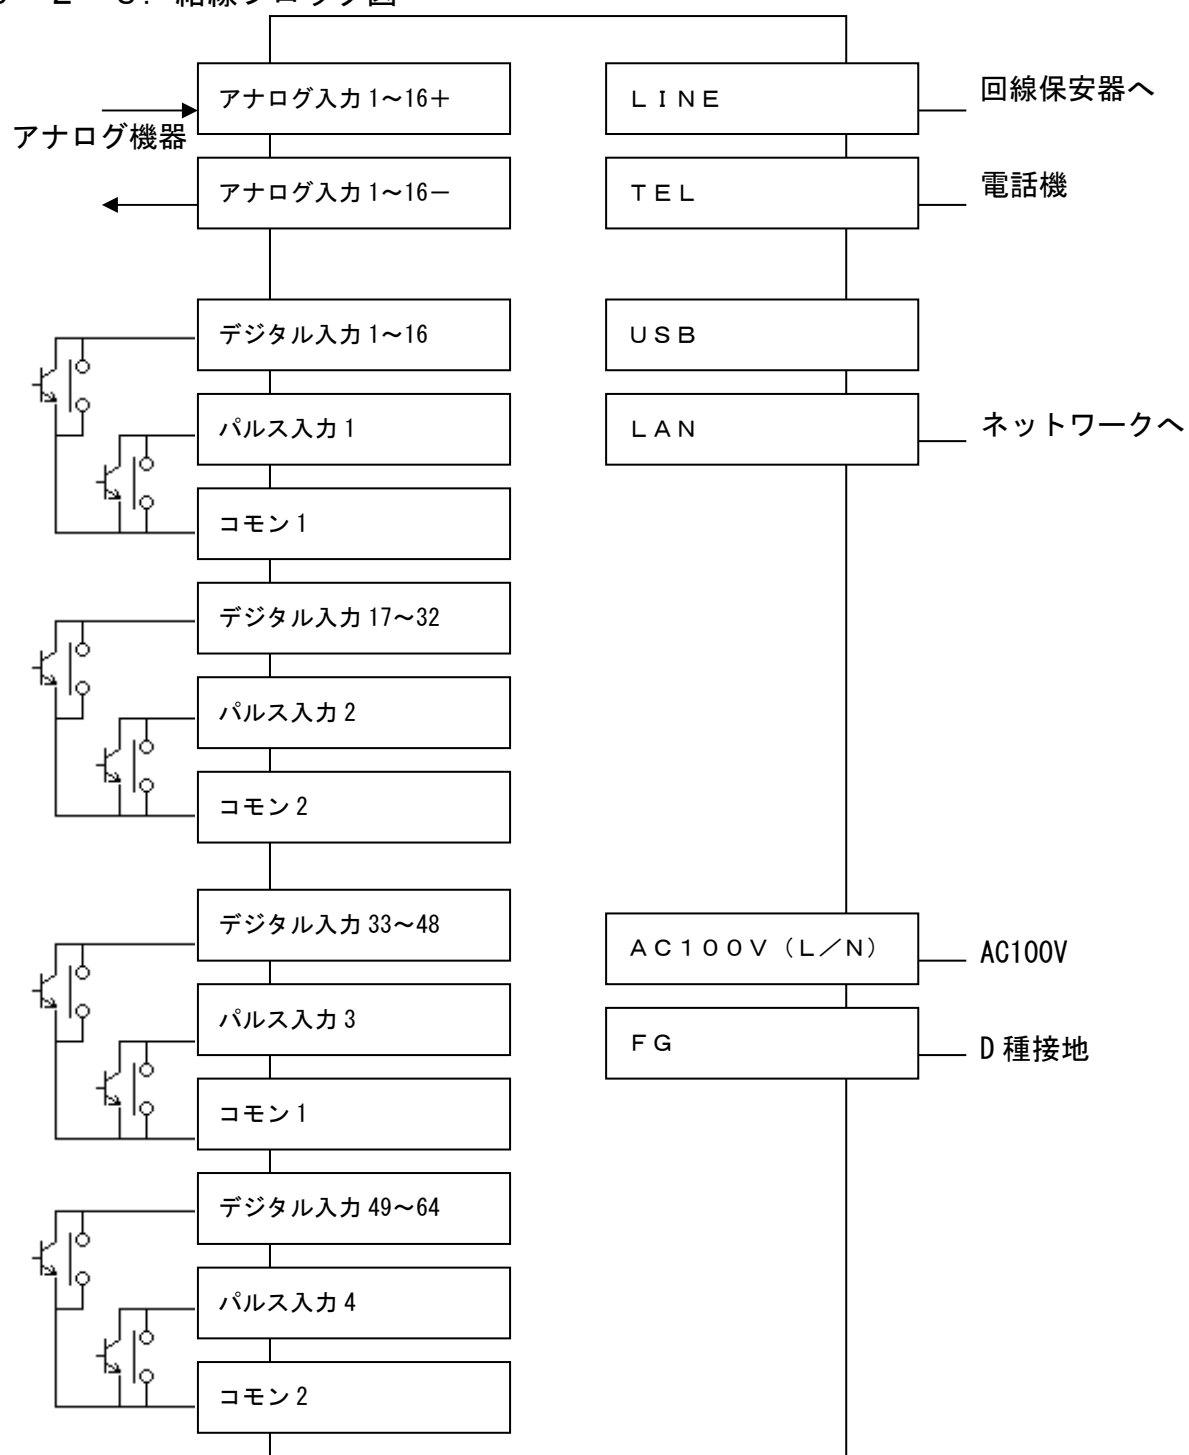 ２ ３．結線ブロック図
アナログ入力 1～16＋
アナログ機器
アナログ入力 1～16－
デジタル入力 1～16
パルス入力 1
コモン 1
デジタル入力 17～32
パルス入力 2
コモン 2
デジタル入力 33～48
パルス入力 3
コモン 1
デジタル入力 49～64
パルス入力 4
コモン 2
ＬＩＮＥ
回線保安器へ
ＴＥＬ
電話機
ＵＳＢ
ＬＡＮ
ネットワークへ
ＡＣ１００Ｖ（Ｌ／Ｎ）
AC100V
ＦＧ
D 種接地